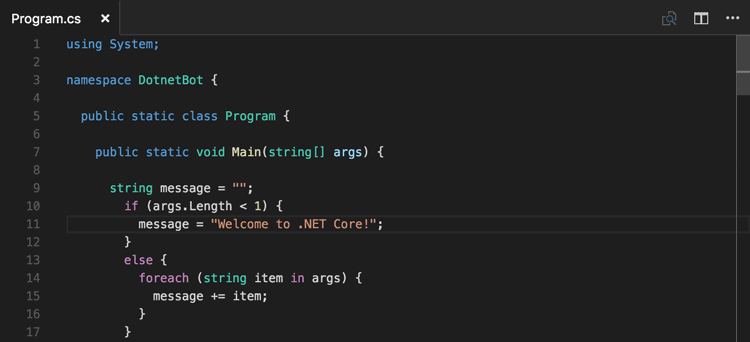 Program.cs ×
1 using System;
2
3 namespace DotnetBot {
4
5   public static class Program {
6
7     public static void Main(string[] args) {
8
9       string message = "";
10         if (args.Length < 1) {
11           message = "Welcome to .NET Core!";
12         }
13         else {
14           foreach (string item in args) {
15             message += item;
16           }
17         }